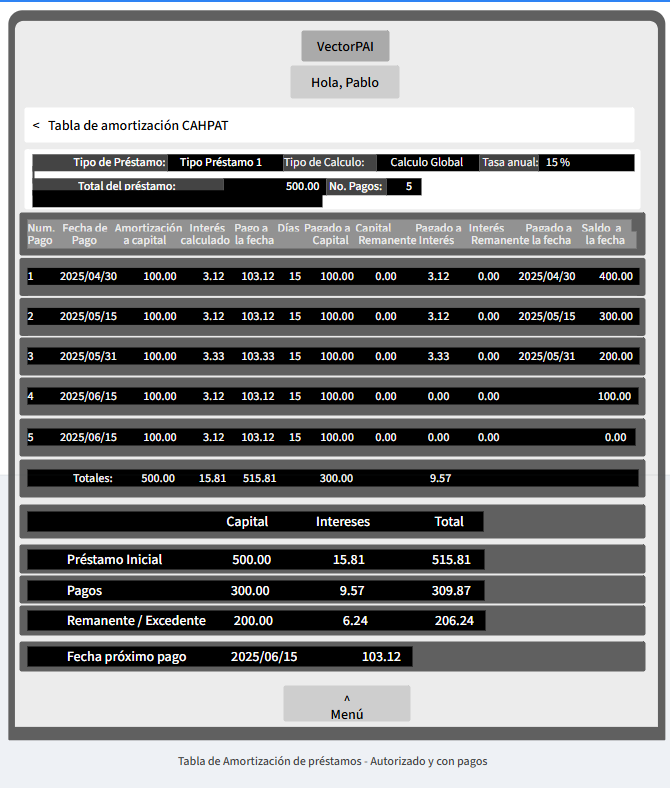 VectorPAI
Hola, Pablo
< Tabla de amortización CAHPAT
Tipo de Préstamo: Tipo Préstamo 1 Tipo de Calculo: Calculo Global Tasa anual: 15 %
Total del préstamo: 500.00 No. Pagos: 5
Num. Fecha de Amortización Interés Pago a Días Pagado a Capital Pagado a Interés Pagado a Saldo a
Pago Pago a capital calculado la fecha Capital Remanente Interés Remanente la fecha la fecha
1 2025/04/30 100.00 3.12 103.12 15 100.00 0.00 3.12 0.00 2025/04/30 400.00
2 2025/05/15 100.00 3.12 103.12 15 100.00 0.00 3.12 0.00 2025/05/15 300.00
3 2025/05/31 100.00 3.33 103.33 15 100.00 0.00 3.33 0.00 2025/05/31 200.00
4 2025/06/15 100.00 3.12 103.12 15 100.00 0.00 0.00 0.00 100.00
5 2025/06/15 100.00 3.12 103.12 15 100.00 0.00 0.00 0.00 0.00
Totales: 500.00 15.81 515.81 300.00 9.57
Capital Intereses Total
Préstamo Inicial 500.00 15.81 515.81
Pagos 300.00 9.57 309.87
Remanente / Excedente 200.00 6.24 206.24
Fecha próximo pago 2025/06/15 103.12
^
Menú
Tabla de Amortización de préstamos - Autorizado y con pagos